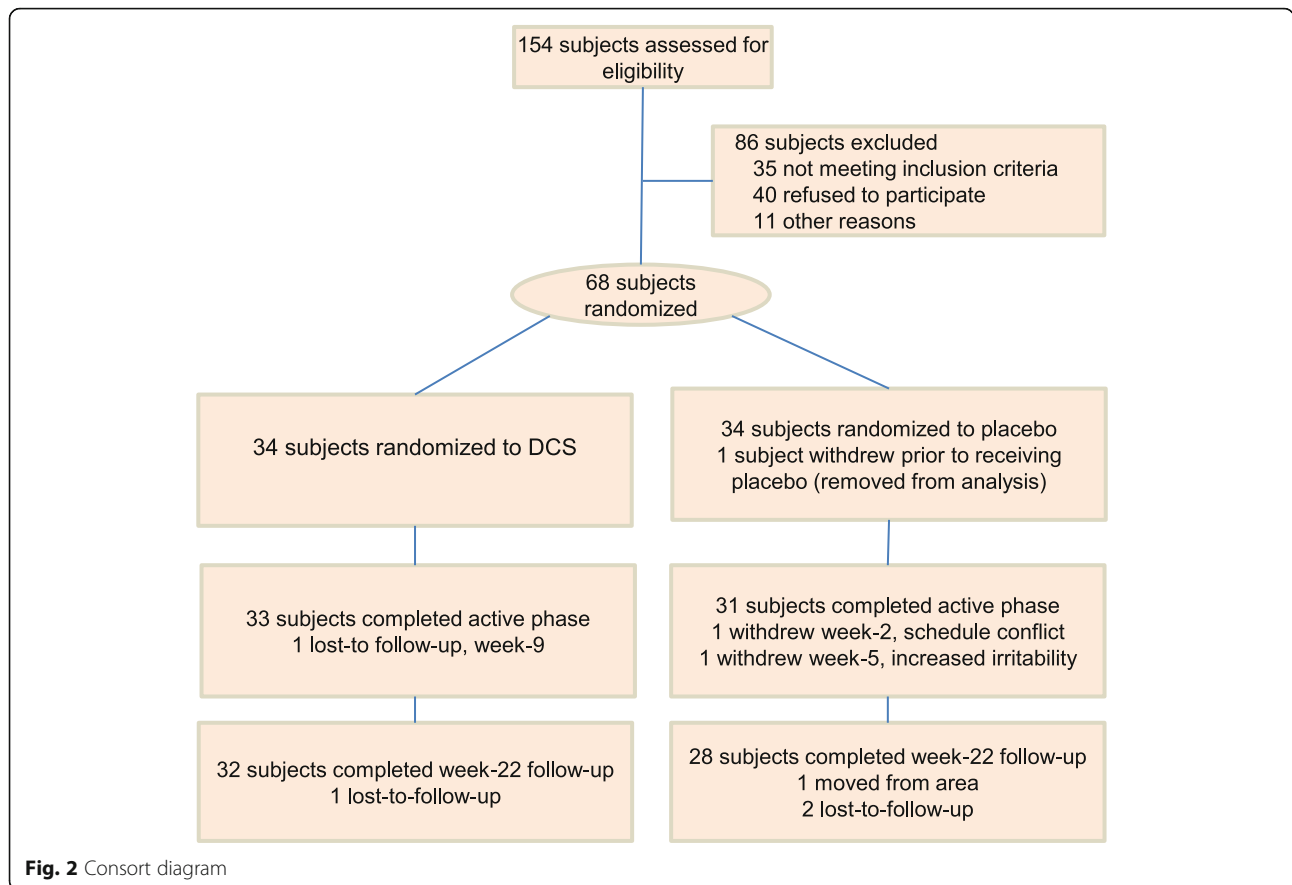 154 subjects assessed for
eligibility
86 subjects excluded
35 not meeting inclusion criteria
40 refused to participate
11 other reasons
68 subjects
randomized
34 subjects randomized to DCS
34 subjects randomized to placebo
1 subject withdrew prior to receiving
placebo (removed from analysis)
33 subjects completed active phase
1 lost-to follow-up, week-9
31 subjects completed active phase
1 withdrew week-2, schedule conflict
1 withdrew week-5, increased irritability
32 subjects completed week-22 follow-up
1 lost-to-follow-up
28 subjects completed week-22 follow-up
1 moved from area
2 lost-to-follow-up
Fig. 2 Consort diagram